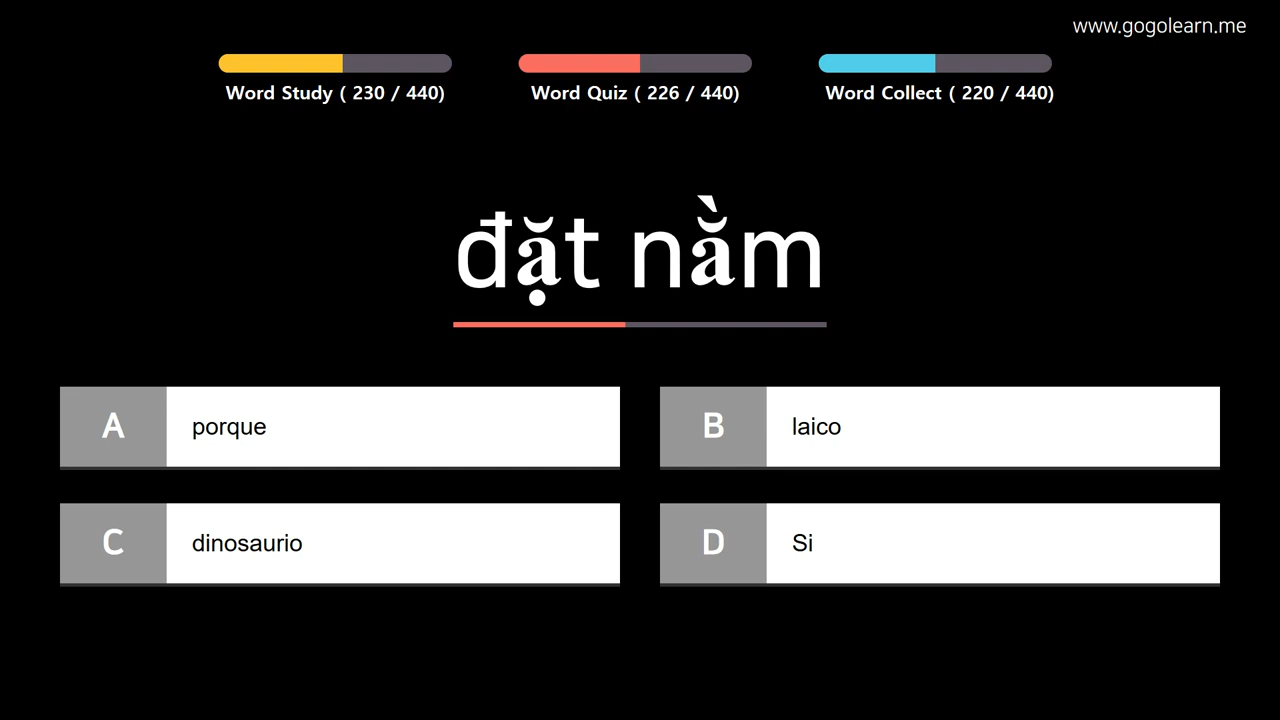 www.gogolearn.me
Word Study ( 230 / 440)
Word Quiz ( 226 / 440)
Word Collect ( 220 / 440)
đặt nằm
A porque
B laico
C dinosaurio
D Si